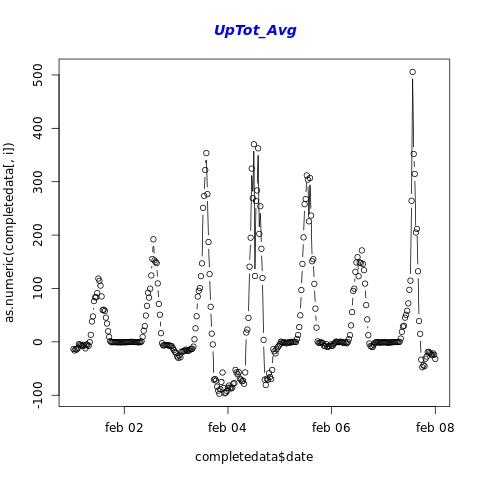 UpTot_Avg
as.numeric(completedata[, i])
500
400
300
200
100
0
-100
feb 02
feb 04
feb 06
feb 08
completedata$date